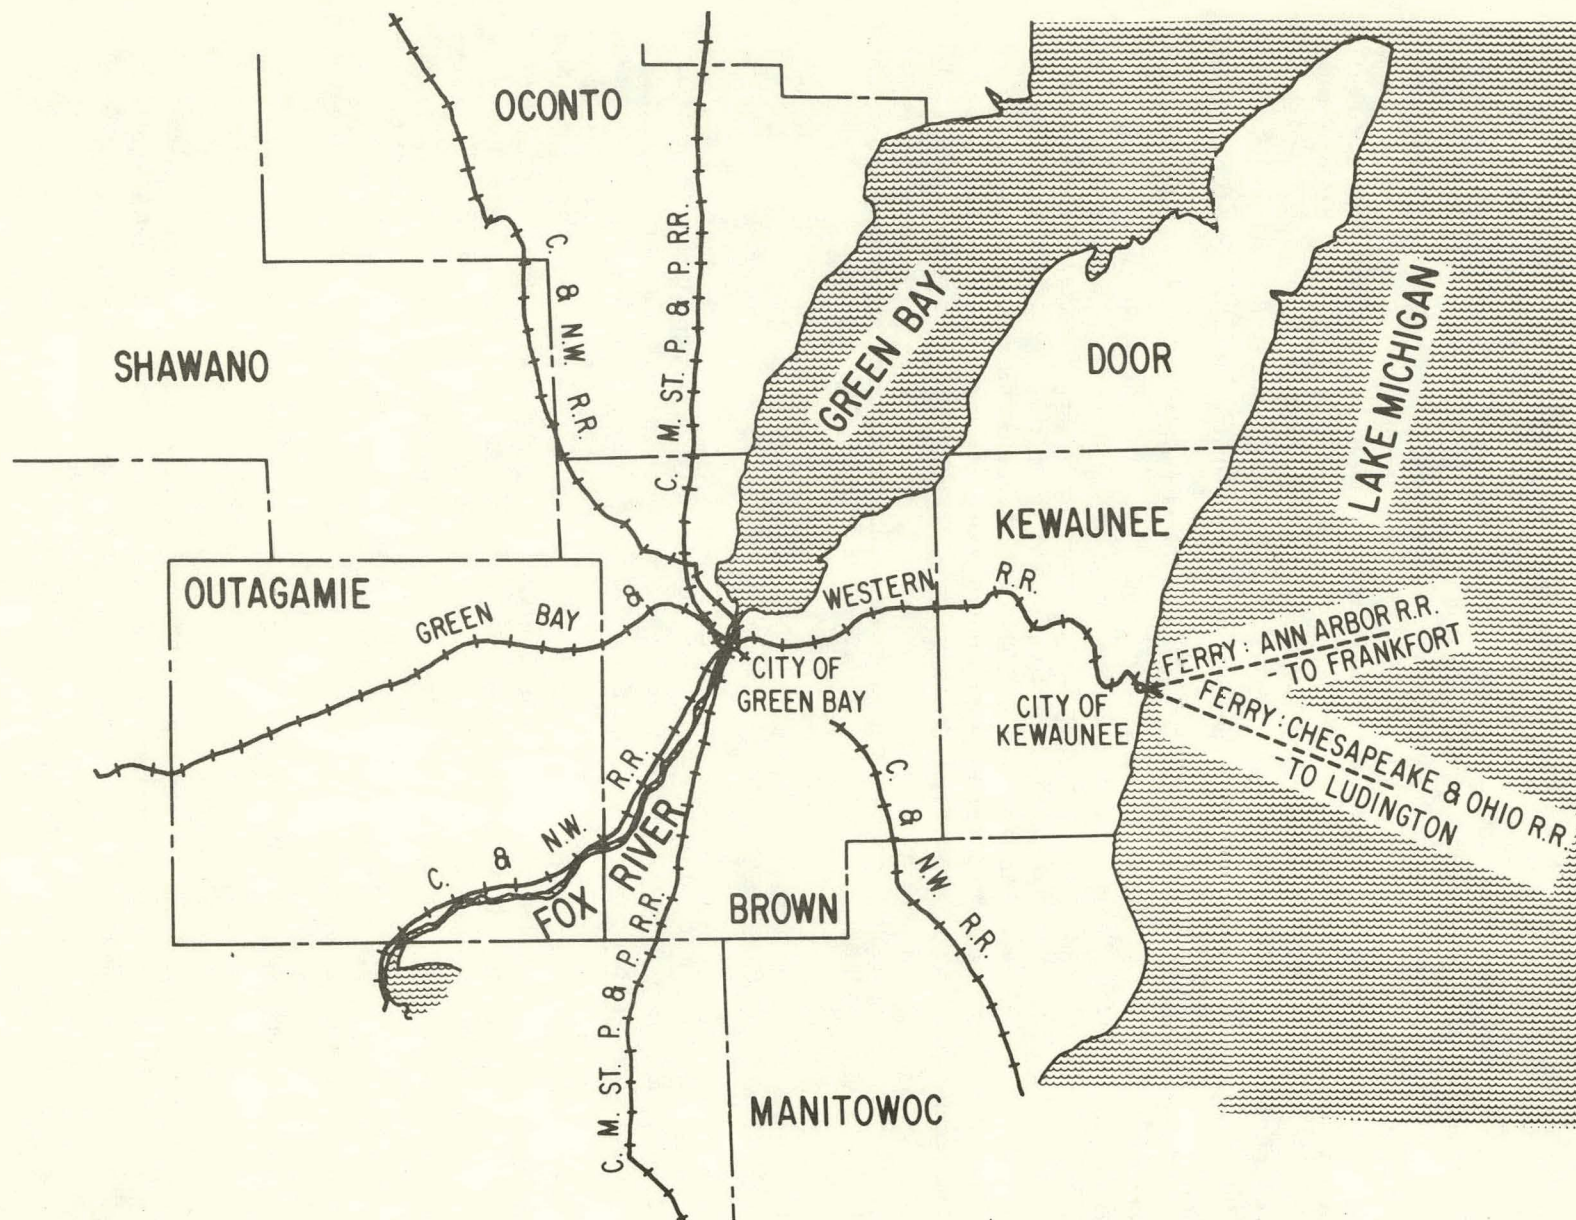 OCONTO
C. & N.W. R.R.
C. M. ST. P. & P. R.R.
SHAWANO
GREEN BAY
DOOR
LAKE MICHIGAN
KEWAUNEE
OUTAGAMIE
GREEN BAY & WESTERN R.R.
FERRY: ANN ARBOR R.R.
- TO FRANKFORT
CITY OF
GREEN BAY
CITY OF
KEWAUNEE
FERRY: CHESAPEAKE & OHIO R.R.
-TO LUDINGTON
C. & N.W. R.R.
FOX RIVER
C. & N.W. R.R.
BROWN
C. M. ST. P. & P. R.R.
MANITOWOC